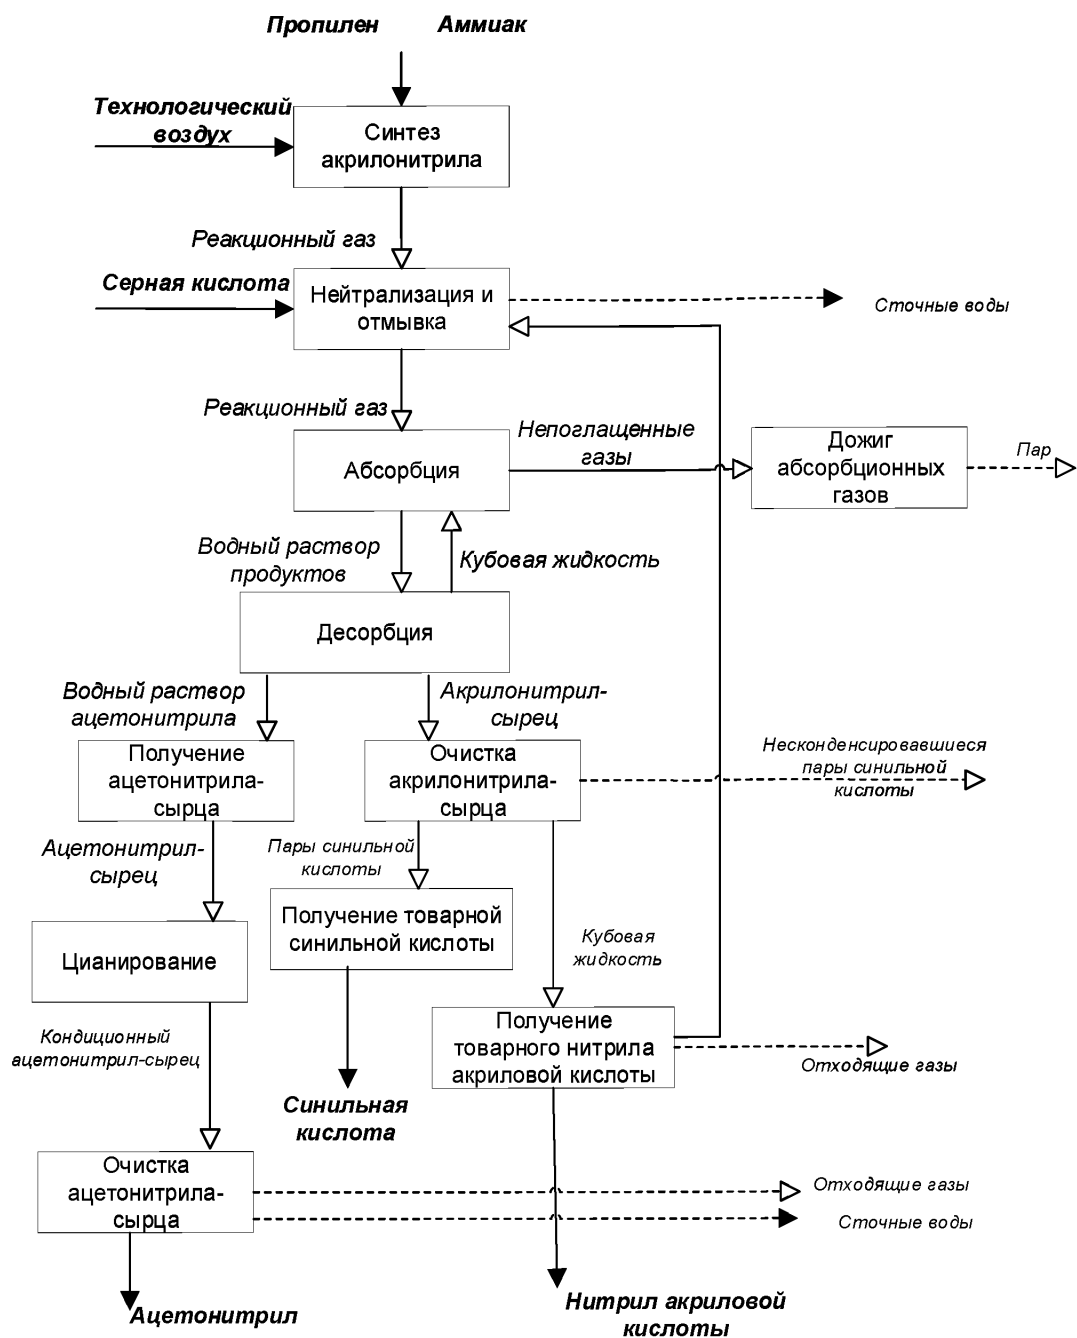 Пропилен
Аммиак
Технологический
воздух
Синтез
акрилонитрила
Реакционный газ
Серная кислота
Нейтрализация и
отмывка
Сточные воды
Реакционный газ
Непоглащенные
газы
Абсорбция
Дожиг
абсорбционных
газов
Пар
Водный раствор
продуктов
Кубовая жидкость
Десорбция
Водный раствор
ацетонитрила
Акрилонитрил-
сырец
Получение
ацетонитрила-
сырца
Очистка
акрилонитрила-
сырца
Несконденсировавшиеся
пары синильной
кислоты
Ацетонитрил-
сырец
Пары синильной
кислоты
Получение товарной
синильной кислоты
Цианирование
Кубовая
жидкость
Получение
товарного нитрила
акриловой кислоты
Кондиционный
ацетонитрил-сырец
Отходящие газы
Синильная
кислота
Очистка
ацетонитрила-
сырца
Отходящие газы
Сточные воды
Ацетонитрил
Нитрил акриловой
кислоты